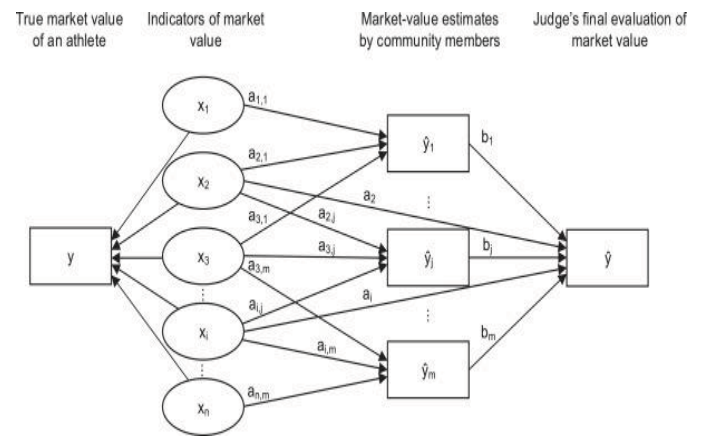 True market value
of an athlete
Indicators of market
value
Market-value estimates
by community members
Judge's final evaluation of
market value
x₁
a₁,₁
ŷ₁
b₁
x₂
a₂,₁
a₂
⋮
a₃,₁
a₂,ⱼ
y
x₃
a₃,ⱼ
ŷⱼ
bⱼ
ŷ
a₃,ₘ
aᵢ
aᵢ,ⱼ
xᵢ
⋮
aᵢ,ₘ
bₘ
ŷₘ
aₙ,ₘ
xₙ